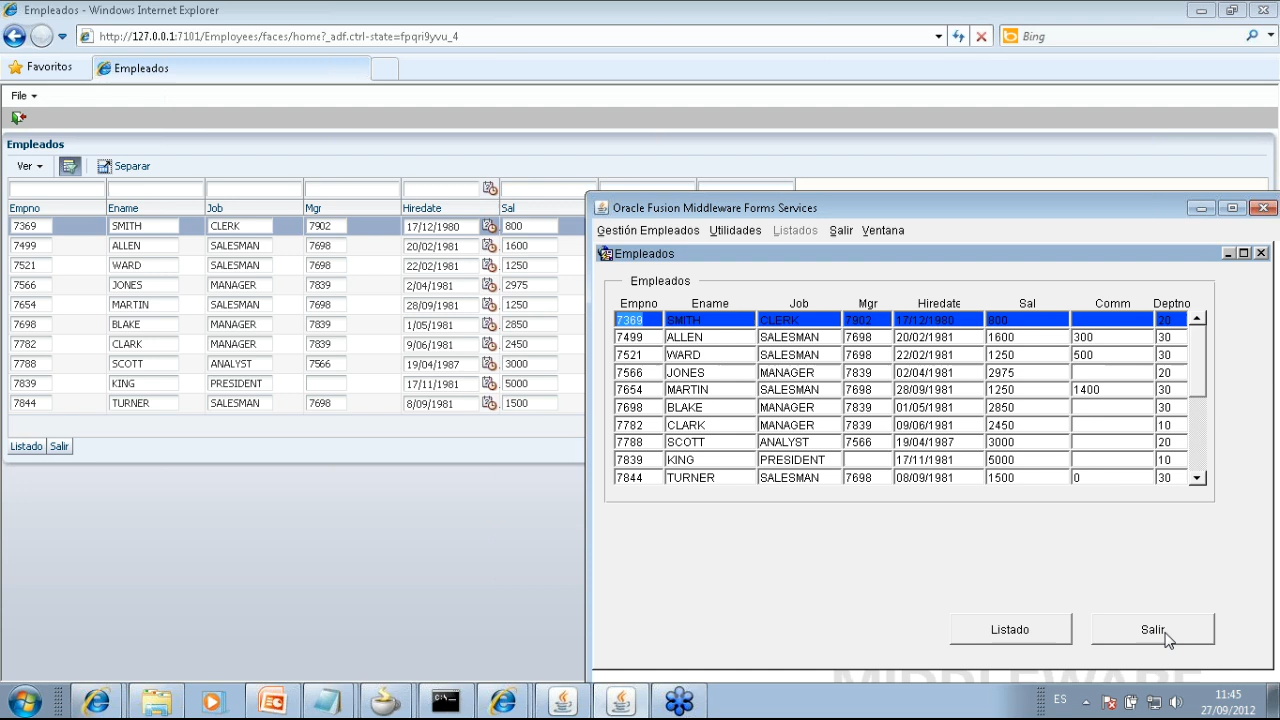 Empleados - Windows Internet Explorer
http://127.0.0.1:7101/Employees/faces/home?_adf.ctrl-state=fpqri9yvu_4
Bing
Favoritos
Empleados
File
Empleados
Ver
Separar
Empno Ename Job Mgr Hiredate Sal
7369 SMITH CLERK 7902 17/12/1980 800
7499 ALLEN SALESMAN 7698 20/02/1981 1600
7521 WARD SALESMAN 7698 22/02/1981 1250
7566 JONES MANAGER 7839 2/04/1981 2975
7654 MARTIN SALESMAN 7698 28/09/1981 1250
7698 BLAKE MANAGER 7839 1/05/1981 2850
7782 CLARK MANAGER 7839 9/06/1981 2450
7788 SCOTT ANALYST 7566 19/04/1987 3000
7839 KING PRESIDENT 17/11/1981 5000
7844 TURNER SALESMAN 7698 8/09/1981 1500
Listado Salir
Oracle Fusion Middleware Forms Services
Gestión Empleados Utilidades Listados Salir Ventana
Empleados
Empleados
Empno Ename Job Mgr Hiredate Sal Comm Deptno
7369 SMITH CLERK 7902 17/12/1980 800 20
7499 ALLEN SALESMAN 7698 20/02/1981 1600 300 30
7521 WARD SALESMAN 7698 22/02/1981 1250 500 30
7566 JONES MANAGER 7839 02/04/1981 2975 20
7654 MARTIN SALESMAN 7698 28/09/1981 1250 1400 30
7698 BLAKE MANAGER 7839 01/05/1981 2850 30
7782 CLARK MANAGER 7839 09/06/1981 2450 10
7788 SCOTT ANALYST 7566 19/04/1987 3000 20
7839 KING PRESIDENT 17/11/1981 5000 10
7844 TURNER SALESMAN 7698 08/09/1981 1500 0 30
Listado
Salir
MIDDLEWARE
ES
11:45
27/09/2012